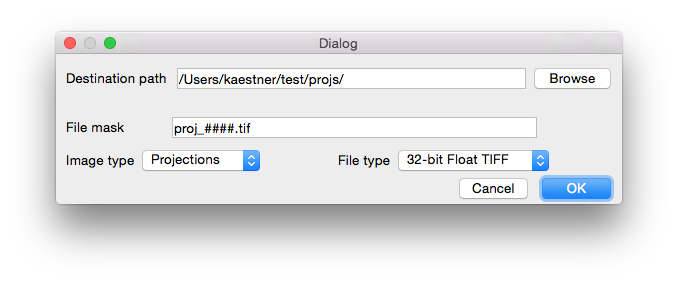 Dialog
Destination path /Users/kaestner/test/projs/ Browse
File mask proj_####.tif
Image type Projections File type 32-bit Float TIFF
Cancel OK